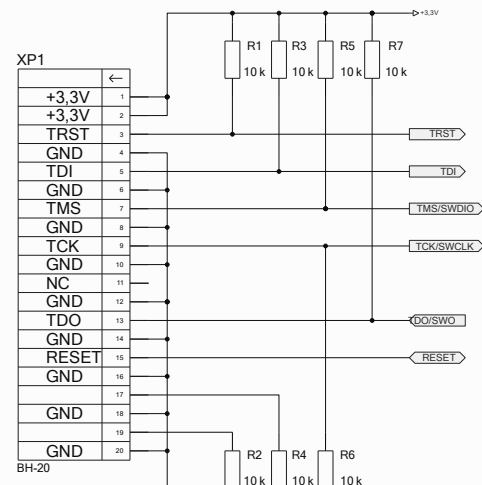 +3,3V
R1 R3 R5 R7
10 k 10 k 10 k 10 k
XP1
←
+3,3V 1
+3,3V 2
TRST 3 TRST
GND 4
TDI 5 TDI
GND 6
TMS 7 TMS/SWDIO
GND 8
TCK 9 TCK/SWCLK
GND 10
NC 11
GND 12
TDO 13 TDO/SWO
GND 14
RESET 15 RESET
GND 16
17
GND 18
19
GND 20
BH-20
R2 R4 R6
10 k 10 k 10 k